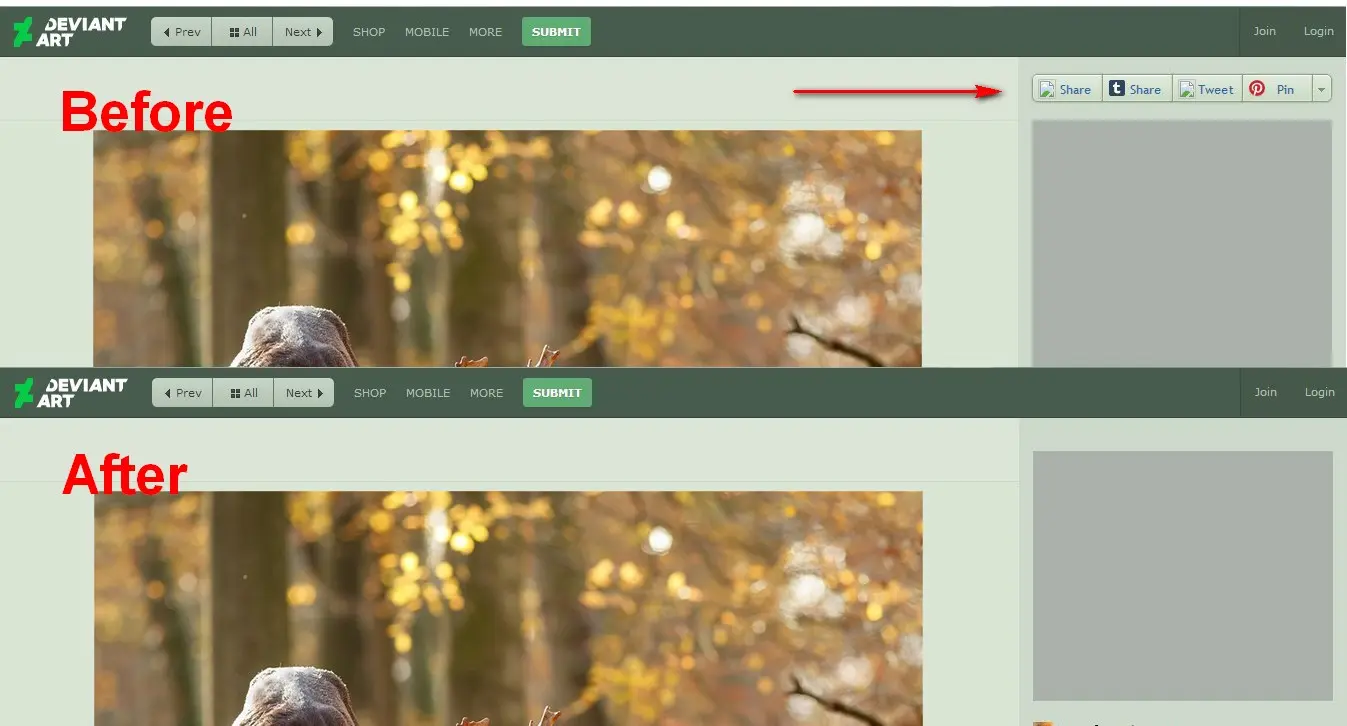 DEVIANT ART
Prev All Next SHOP MOBILE MORE SUBMIT Join Login
Before
Share t Share Tweet Pin
DEVIANT ART
Prev All Next SHOP MOBILE MORE SUBMIT Join Login
After